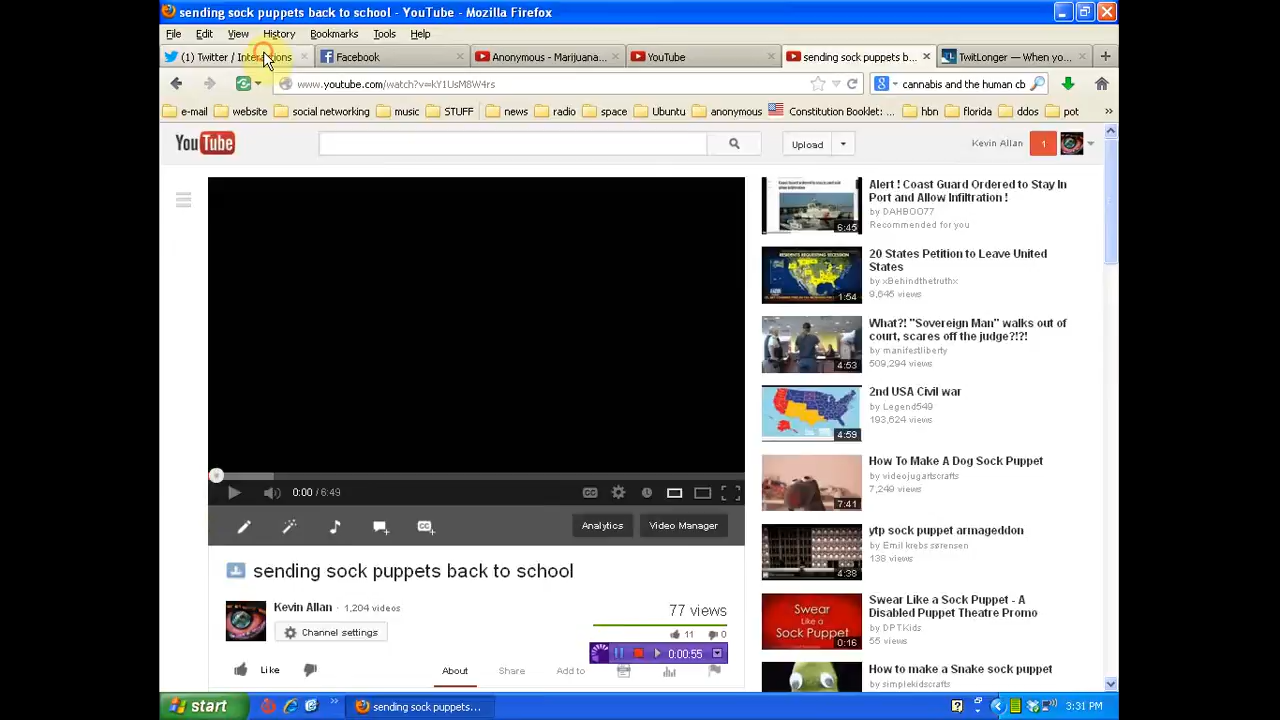 sending sock puppets back to school - YouTube - Mozilla Firefox
File Edit View History Bookmarks Tools Help
(1) Twitter / Interactions
Facebook
Anonymous - Marijuana...
YouTube
sending sock puppets b...
TwitLonger — When yo...
www.youtube.com/watch?v=kY1UsM8W4rs
cannabis and the human cb
e-mail website social networking music STUFF news radio space Ubuntu anonymous Constitution Booklet: ... hbn florida ddos pot »
YouTube
Upload
Kevin Allan 1
Alert ! Coast Guard Ordered to Stay In
Port and Allow Infiltration !
by DAHBOO77
Recommended for you
6:45
20 States Petition to Leave United
States
by xBehindthetruthx
9,645 views
1:54
What?! "Sovereign Man" walks out of
court, scares off the judge?!?!
by manifestliberty
509,294 views
4:53
2nd USA Civil war
by Legend549
193,624 views
4:59
How To Make A Dog Sock Puppet
by videojugartscrafts
7,249 views
7:41
ytp sock puppet armageddon
by Emil krebs sørensen
138 views
4:38
Swear Like a Sock Puppet - A
Disabled Puppet Theatre Promo
by DPTKids
55 views
Swear
Like a
Sock Puppet
0:16
How to make a Snake sock puppet
by simplekidscrafts
0:00 / 6:49
CC
Analytics
Video Manager
sending sock puppets back to school
Kevin Allan · 1,204 videos
Channel settings
77 views
11 0
0:00:55
Like
About Share Add to
start
sending sock puppets...
3:31 PM